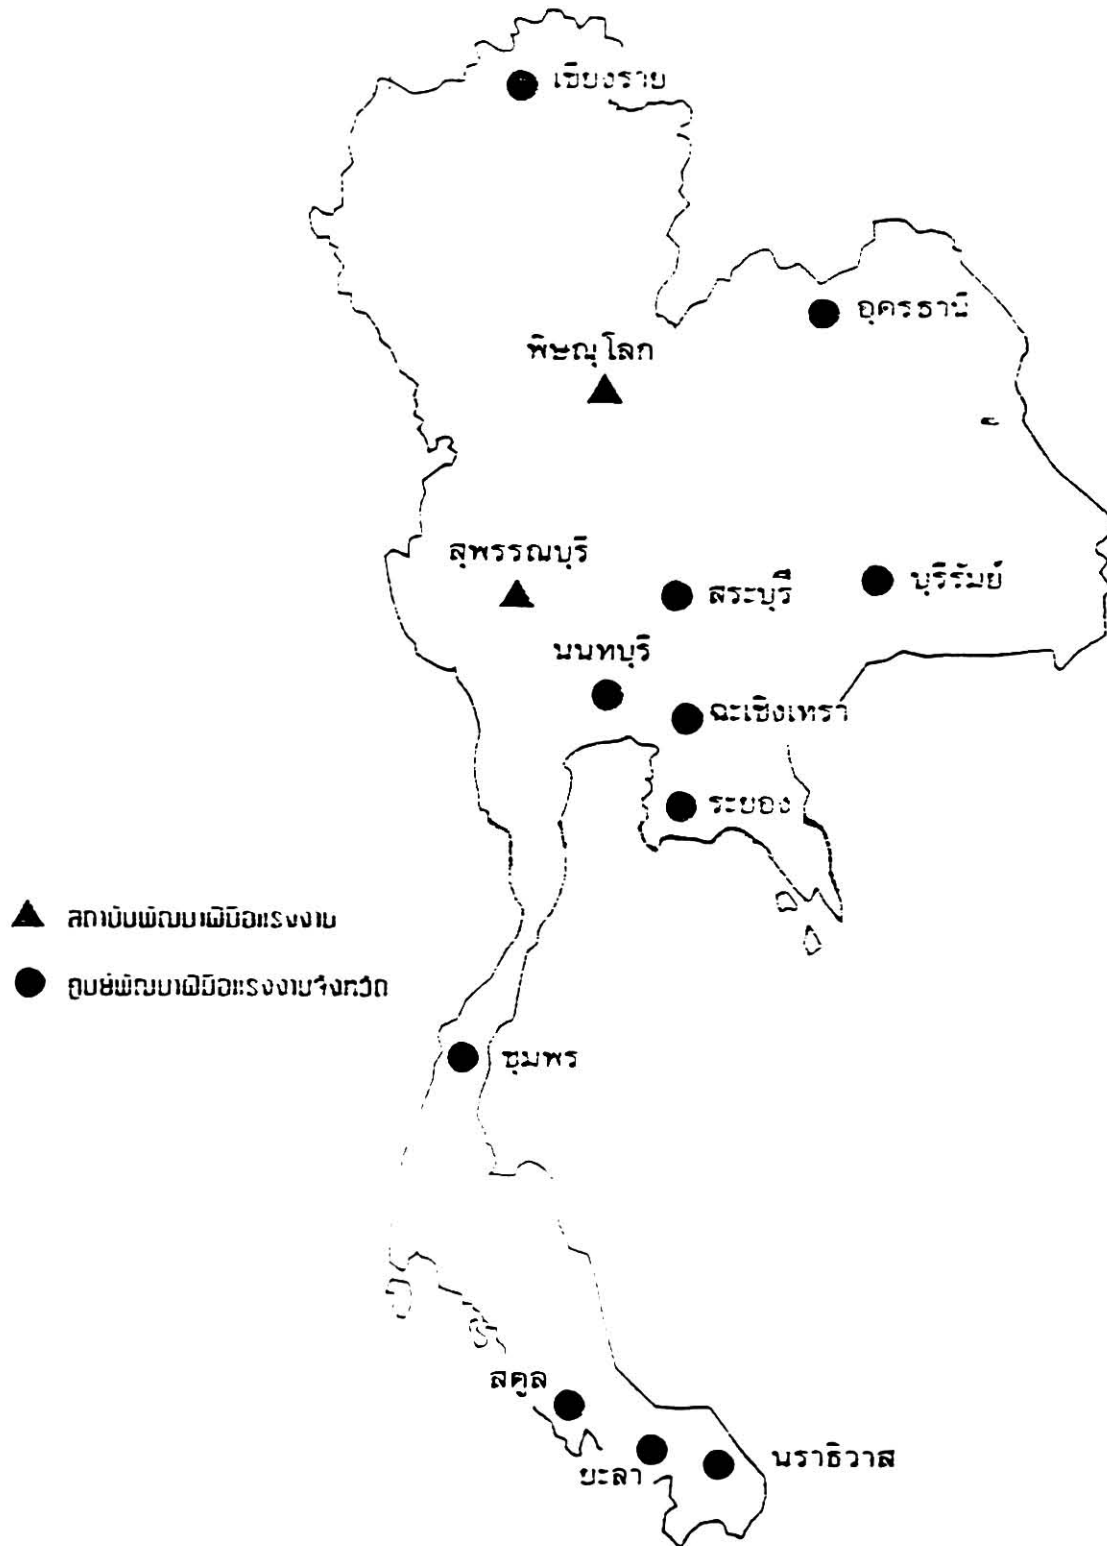 เชียงราย
อุดรธานี
พิษณุโลก
สุพรรณบุรี
สระบุรี
บุรีรัมย์
นนทบุรี
ฉะเชิงเทรา
ระยอง
สถาบันพัฒนาฝีมือแรงงาน
ศูนย์พัฒนาฝีมือแรงงานจังหวัด
ชุมพร
สตูล
ยะลา
นราธิวาส